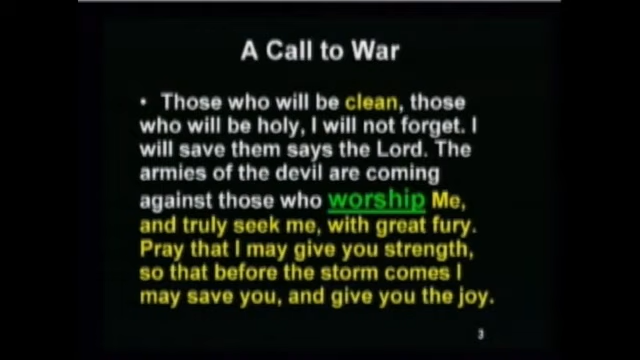 A Call to War
• Those who will be clean, those
who will be holy, I will not forget. I
will save them says the Lord. The
armies of the devil are coming
against those who worship Me,
and truly seek me, with great fury.
Pray that I may give you strength,
so that before the storm comes I
may save you, and give you the joy.
3